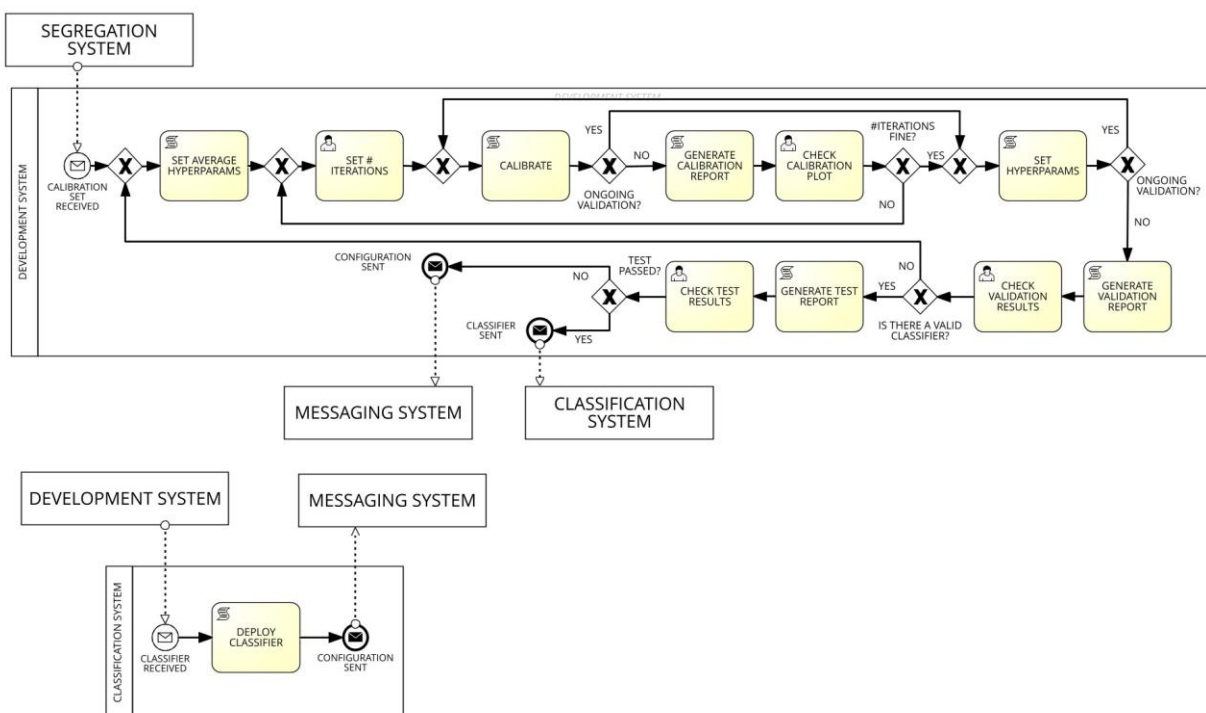 SEGREGATION
SYSTEM
DEVELOPMENT SYSTEM
DEVELOPMENT SYSTEM
CALIBRATION
SET
RECEIVED
SET AVERAGE
HYPERPARAMS
SET #
ITERATIONS
CALIBRATE
YES
NO
ONGOING
VALIDATION?
GENERATE
CALIBRATION
REPORT
CHECK
CALIBRATION
PLOT
#ITERATIONS
FINE?
YES
NO
SET
HYPERPARAMS
YES
ONGOING
VALIDATION?
NO
GENERATE
VALIDATION
REPORT
CHECK
VALIDATION
RESULTS
NO
YES
IS THERE A VALID
CLASSIFIER?
GENERATE TEST
REPORT
CHECK TEST
RESULTS
TEST
PASSED?
NO
YES
CONFIGURATION
SENT
CLASSIFIER
SENT
MESSAGING SYSTEM
CLASSIFICATION
SYSTEM
DEVELOPMENT SYSTEM
MESSAGING SYSTEM
CLASSIFICATION SYSTEM
CLASSIFIER
RECEIVED
DEPLOY
CLASSIFIER
CONFIGURATION
SENT